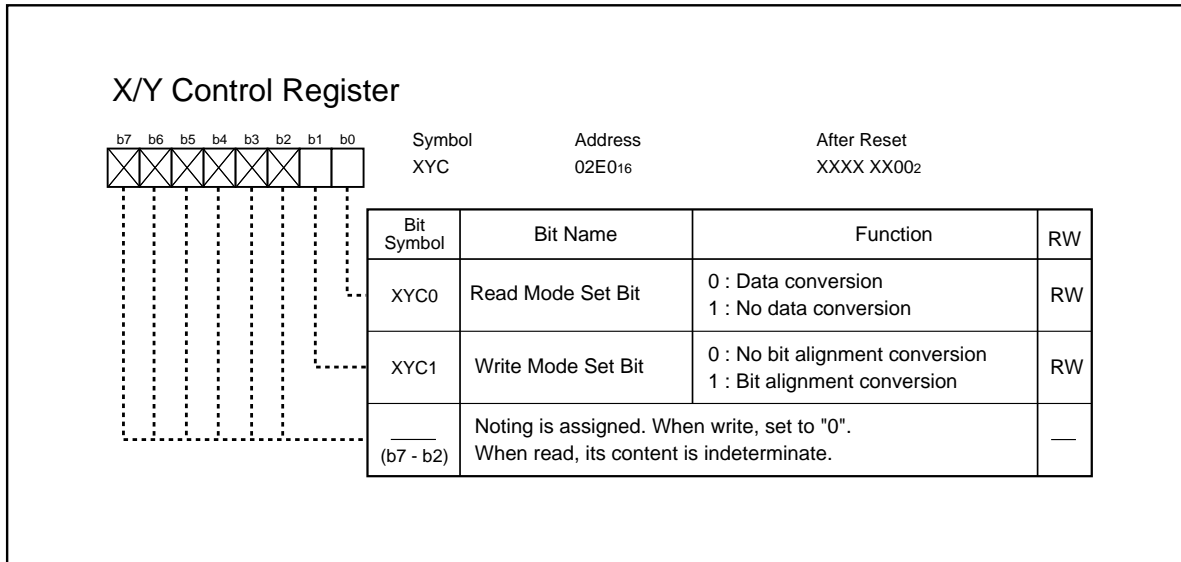 X/Y Control Register
b7 b6 b5 b4 b3 b2 b1 b0
Symbol Address After Reset
XYC 02E016 XXXX XX002
Bit Symbol Bit Name Function RW
XYC0 Read Mode Set Bit 0 : Data conversion
1 : No data conversion RW
XYC1 Write Mode Set Bit 0 : No bit alignment conversion
1 : Bit alignment conversion RW
(b7 - b2) Noting is assigned. When write, set to "0".
When read, its content is indeterminate.